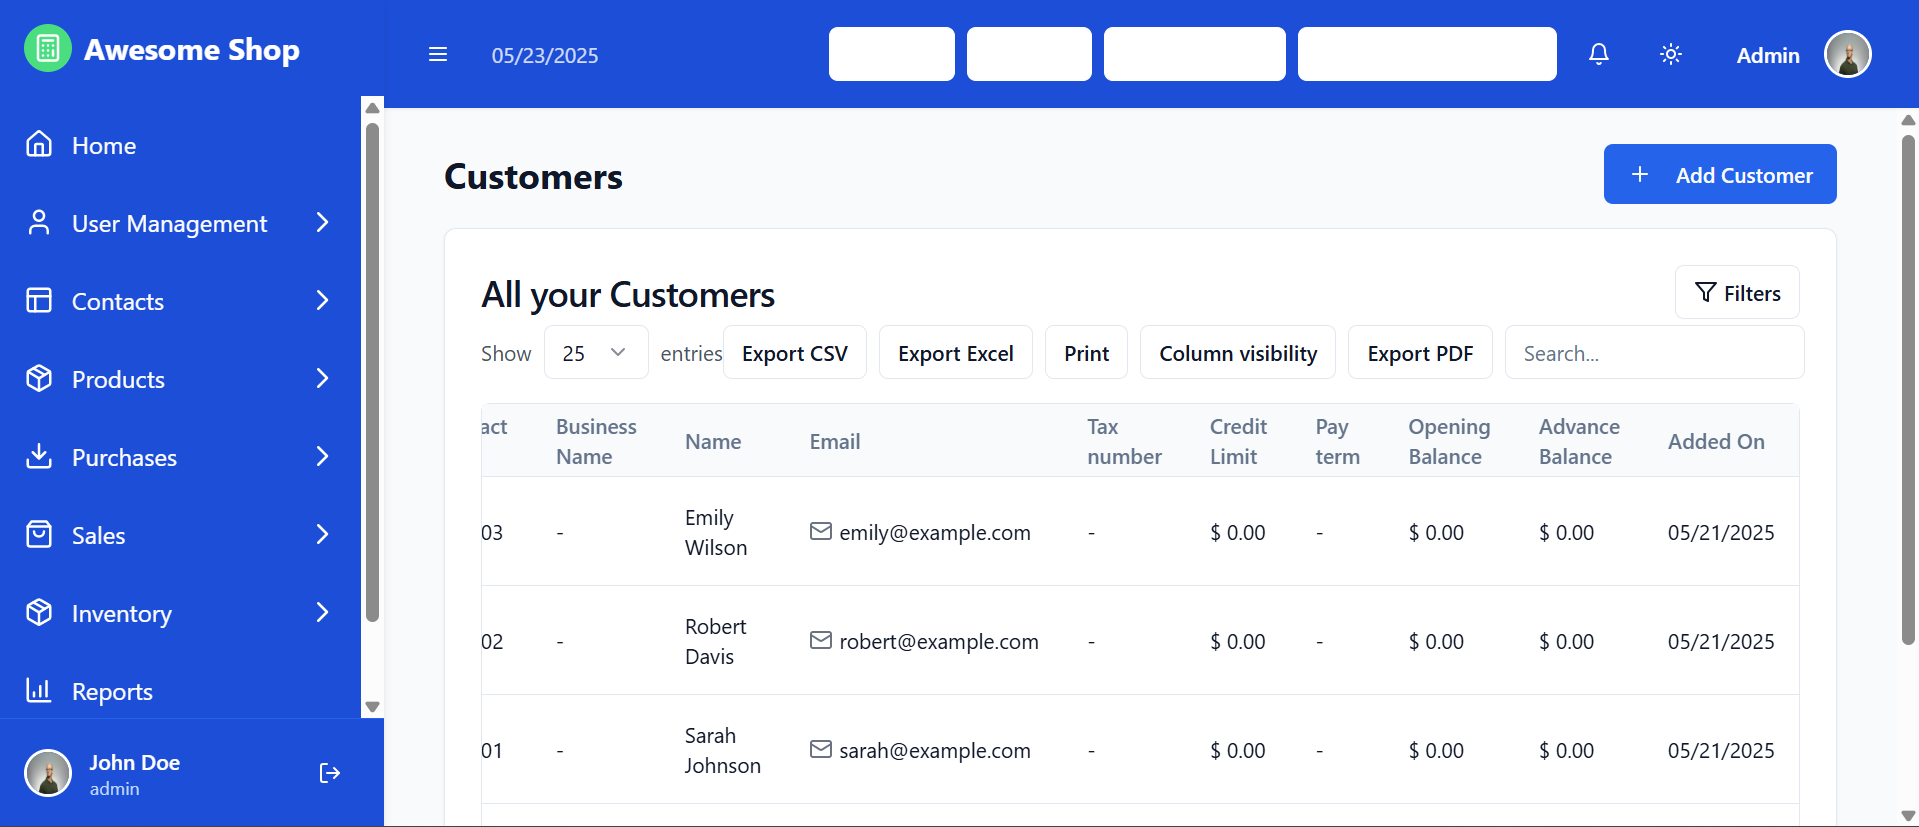 Awesome Shop
05/23/2025
Admin
Home
User Management
Contacts
Products
Purchases
Sales
Inventory
Reports
John Doe
admin
Customers
Add Customer
All your Customers
Filters
Show 25 entries Export CSV Export Excel Print Column visibility Export PDF Search...
act Business Name Name Email Tax number Credit Limit Pay term Opening Balance Advance Balance Added On
03 - Emily Wilson emily@example.com - $ 0.00 - $ 0.00 $ 0.00 05/21/2025
02 - Robert Davis robert@example.com - $ 0.00 - $ 0.00 $ 0.00 05/21/2025
01 - Sarah Johnson sarah@example.com - $ 0.00 - $ 0.00 $ 0.00 05/21/2025